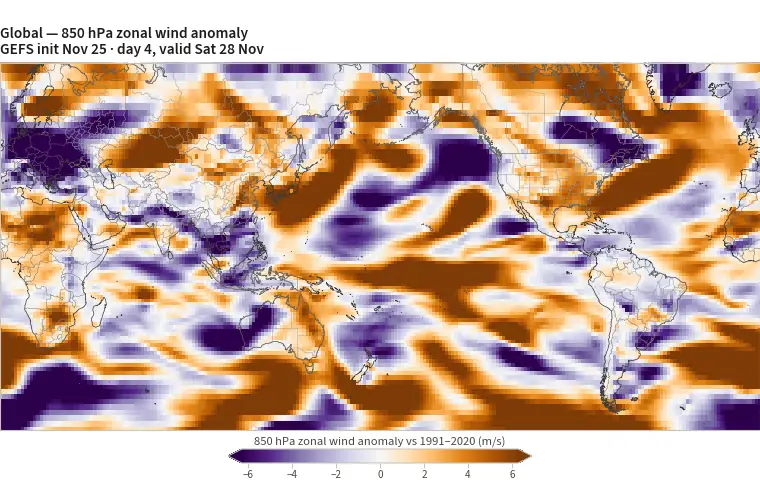 Global — 850 hPa zonal wind anomaly
GEFS init Nov 25 · day 4, valid Sat 28 Nov
850 hPa zonal wind anomaly vs 1991–2020 (m/s)
−6 −4 −2 0 2 4 6